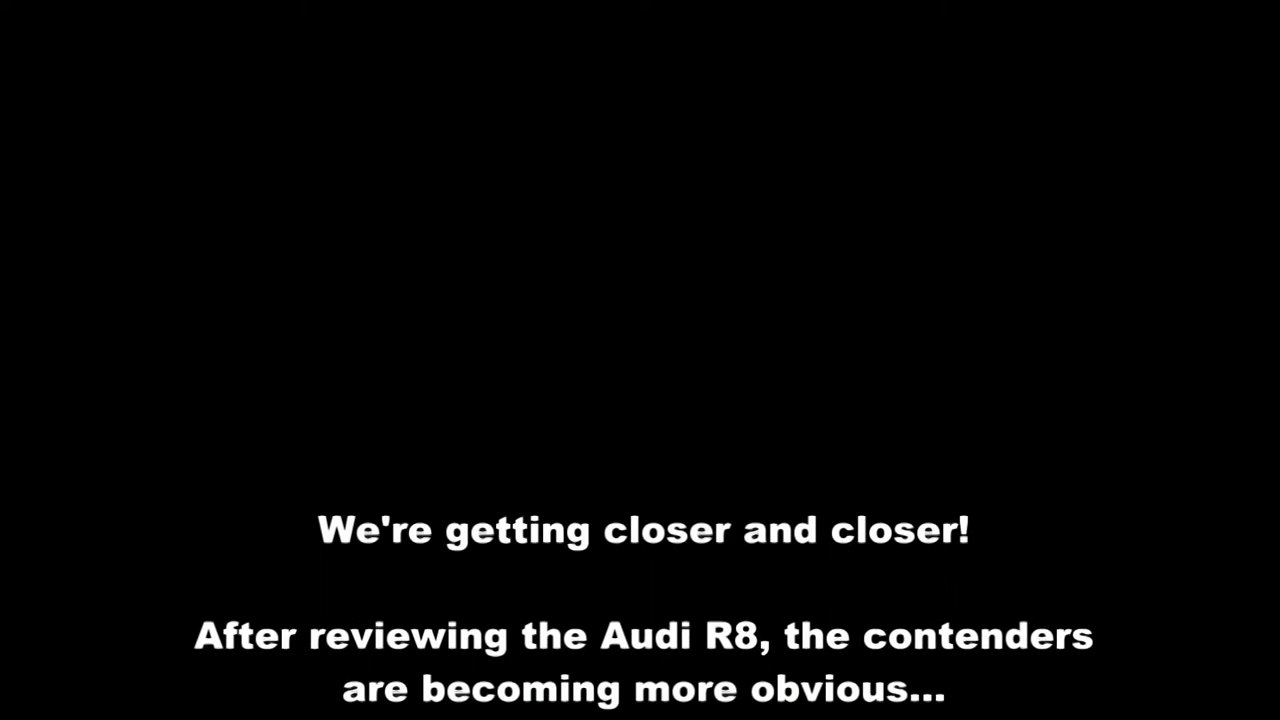 We're getting closer and closer!
After reviewing the Audi R8, the contenders
are becoming more obvious...